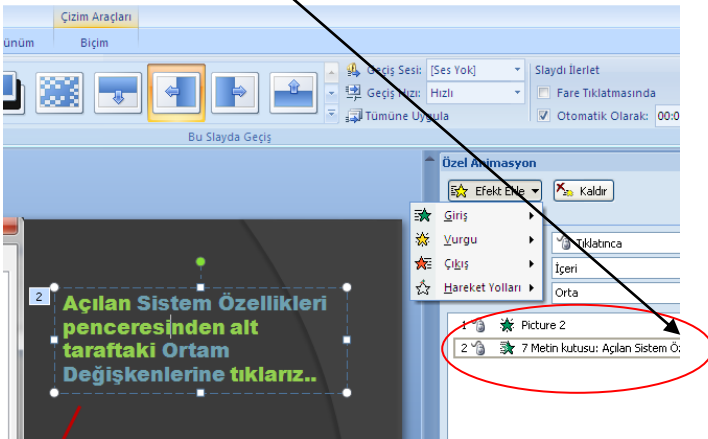 Çizim Araçları
ünüm Biçim
Geçiş Sesi: [Ses Yok] Slaydı İlerlet
Geçiş Hızı: Hızlı Fare Tıklatmasında
Tümüne Uygula Otomatik Olarak: 00:0
Bu Slayda Geçiş
Özel Animasyon
Efekt Ekle Kaldır
Giriş
Vurgu
Çıkış
Hareket Yolları
Tıklatınca
İçeri
Orta
2
Açılan Sistem Özellikleri
penceresinden alt
taraftaki Ortam
Değişkenlerine tıklarız..
1 Picture 2
2 7 Metin kutusu: Açılan Sistem Öz